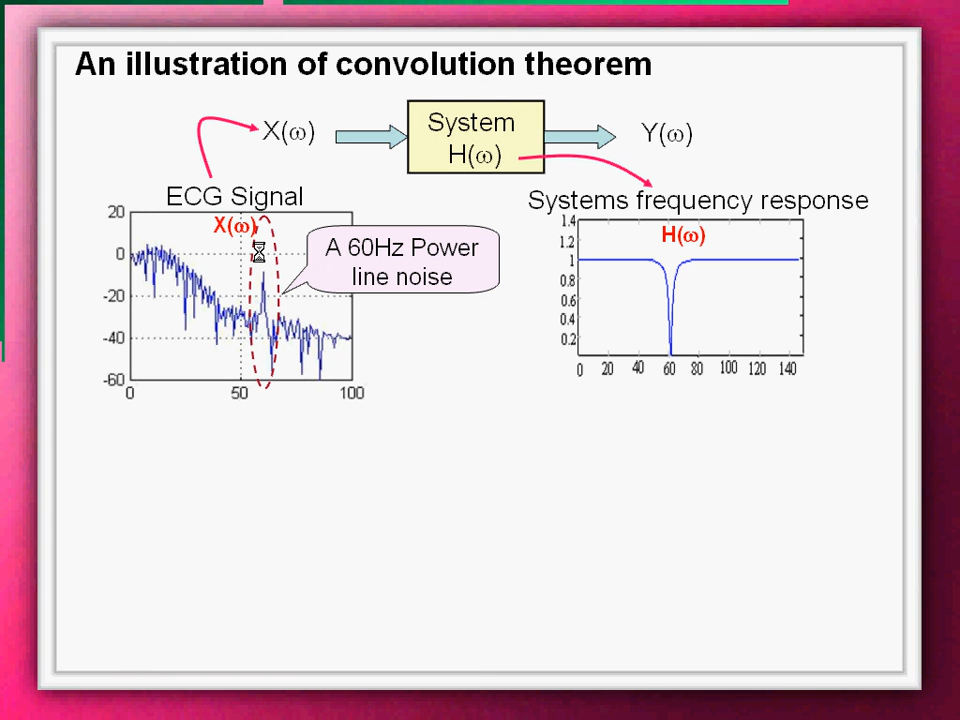 An illustration of convolution theorem
X(ω)
System
H(ω)
Y(ω)
ECG Signal
Systems frequency response
X(ω)
A 60Hz Power
line noise
H(ω)
20
0
-20
-40
-60
0 50 100
1.4
1.2
1
0.8
0.6
0.4
0.2
0 20 40 60 80 100 120 140